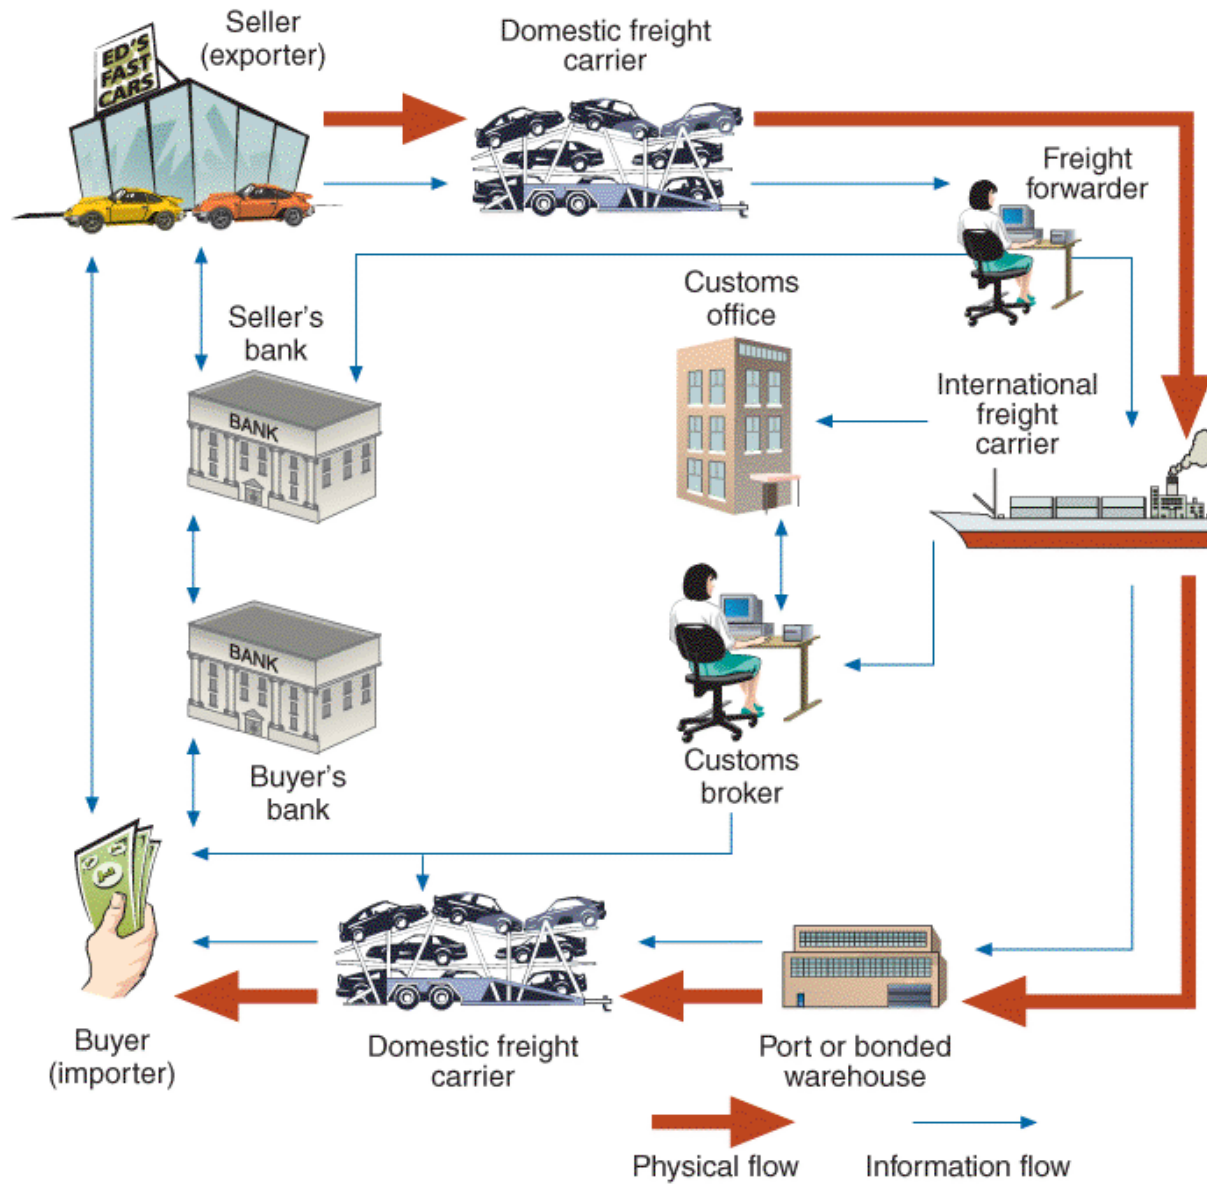 ED'S
FAST
CARS
Seller
(exporter)
Domestic freight
carrier
Freight
forwarder
Customs
office
Seller's
bank
International
freight
carrier
BANK
BANK
Buyer's
bank
Customs
broker
Buyer
(importer)
Domestic freight
carrier
Port or bonded
warehouse
Physical flow
Information flow